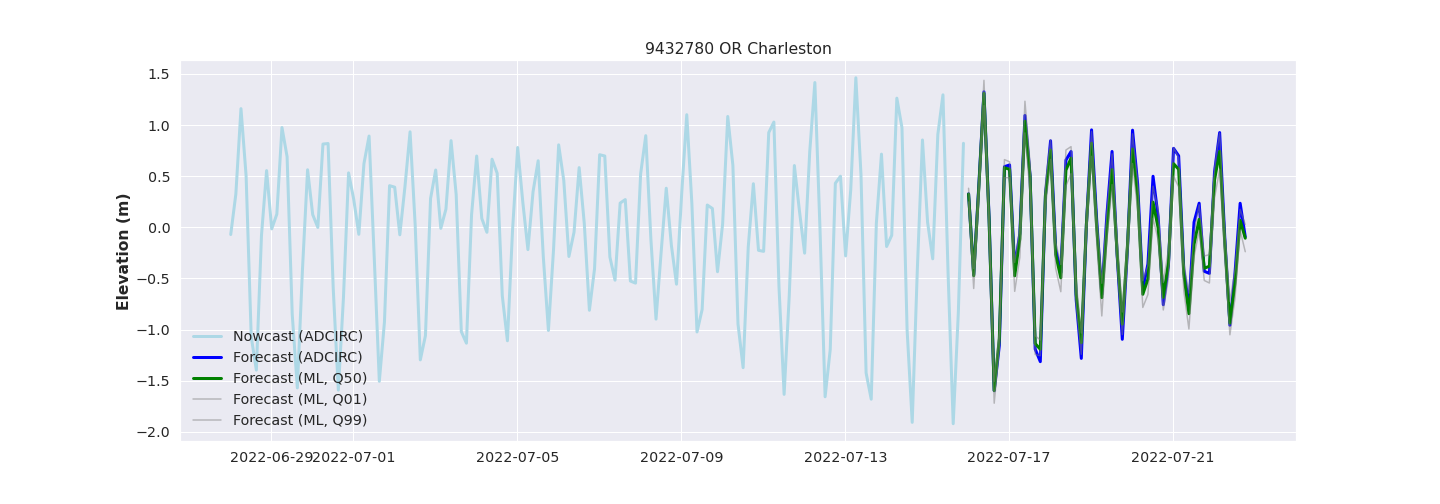 9432780 OR Charleston
1.5
1.0
0.5
0.0
−0.5
−1.0
−1.5
−2.0
Elevation (m)
Nowcast (ADCIRC)
Forecast (ADCIRC)
Forecast (ML, Q50)
Forecast (ML, Q01)
Forecast (ML, Q99)
2022-06-29 2022-07-01 2022-07-05 2022-07-09 2022-07-13 2022-07-17 2022-07-21